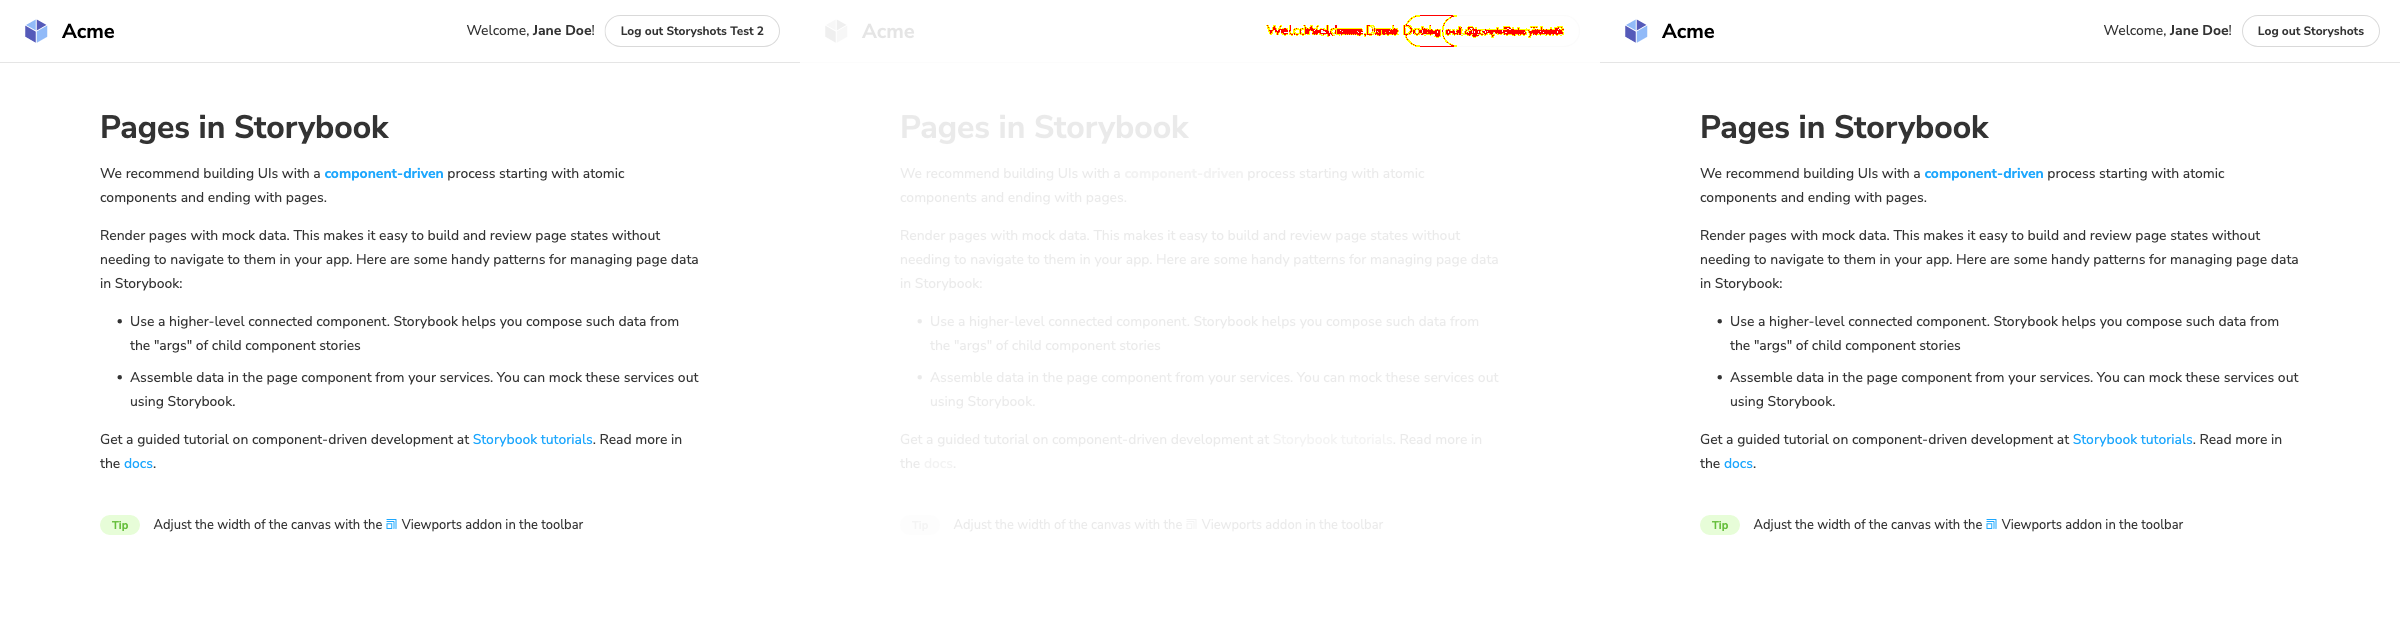 Acme
Welcome, Jane Doe!
Log out Storyshots Test 2
Pages in Storybook
We recommend building UIs with a component-driven process starting with atomic
components and ending with pages.
Render pages with mock data. This makes it easy to build and review page states without
needing to navigate to them in your app. Here are some handy patterns for managing page data
in Storybook:
• Use a higher-level connected component. Storybook helps you compose such data from
the "args" of child component stories
• Assemble data in the page component from your services. You can mock these services out
using Storybook.
Get a guided tutorial on component-driven development at Storybook tutorials. Read more in
the docs.
Tip
Adjust the width of the canvas with the Viewports addon in the toolbar
Acme
Pages in Storybook
We recommend building UIs with a component-driven process starting with atomic
components and ending with pages.
Render pages with mock data. This makes it easy to build and review page states without
needing to navigate to them in your app. Here are some handy patterns for managing page data
in Storybook:
• Use a higher-level connected component. Storybook helps you compose such data from
the "args" of child component stories
• Assemble data in the page component from your services. You can mock these services out
using Storybook.
Get a guided tutorial on component-driven development at Storybook tutorials. Read more in
the docs.
Tip
Adjust the width of the canvas with the Viewports addon in the toolbar
Acme
Welcome, Jane Doe!
Log out Storyshots
Pages in Storybook
We recommend building UIs with a component-driven process starting with atomic
components and ending with pages.
Render pages with mock data. This makes it easy to build and review page states without
needing to navigate to them in your app. Here are some handy patterns for managing page data
in Storybook:
• Use a higher-level connected component. Storybook helps you compose such data from
the "args" of child component stories
• Assemble data in the page component from your services. You can mock these services out
using Storybook.
Get a guided tutorial on component-driven development at Storybook tutorials. Read more in
the docs.
Tip
Adjust the width of the canvas with the Viewports addon in the toolbar